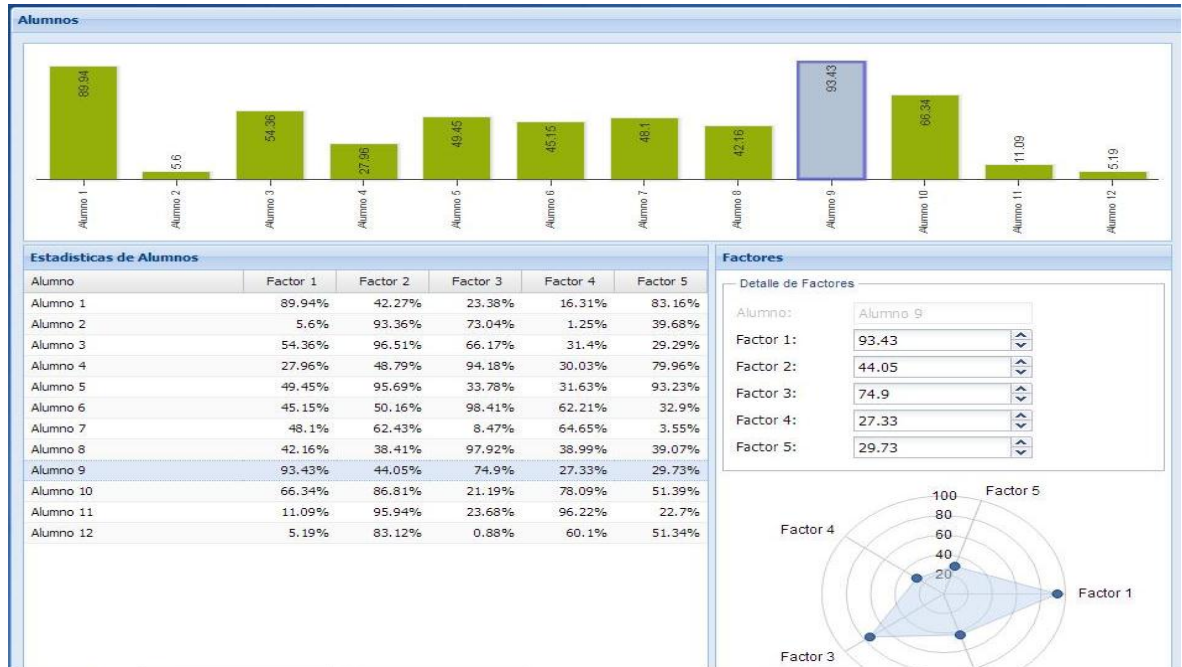 Alumnos
89.94
5.6
54.36
27.96
49.45
45.15
48.1
42.16
93.43
66.34
11.09
5.19
Alumno 1
Alumno 2
Alumno 3
Alumno 4
Alumno 5
Alumno 6
Alumno 7
Alumno 8
Alumno 9
Alumno 10
Alumno 11
Alumno 12
Estadisticas de Alumnos
Alumno Factor 1 Factor 2 Factor 3 Factor 4 Factor 5
Alumno 1 89.94% 42.27% 23.38% 16.31% 83.16%
Alumno 2 5.6% 93.36% 73.04% 1.25% 39.68%
Alumno 3 54.36% 96.51% 66.17% 31.4% 29.29%
Alumno 4 27.96% 48.79% 94.18% 30.03% 79.96%
Alumno 5 49.45% 95.69% 33.78% 31.63% 93.23%
Alumno 6 45.15% 50.16% 98.41% 62.21% 32.9%
Alumno 7 48.1% 62.43% 8.47% 64.65% 3.55%
Alumno 8 42.16% 38.41% 97.92% 38.99% 39.07%
Alumno 9 93.43% 44.05% 74.9% 27.33% 29.73%
Alumno 10 66.34% 86.81% 21.19% 78.09% 51.39%
Alumno 11 11.09% 95.94% 23.68% 96.22% 22.7%
Alumno 12 5.19% 83.12% 0.88% 60.1% 51.34%
Factores
Detalle de Factores
Alumno: Alumno 9
Factor 1: 93.43
Factor 2: 44.05
Factor 3: 74.9
Factor 4: 27.33
Factor 5: 29.73
100
80
60
40
20
Factor 5
Factor 4
Factor 1
Factor 3